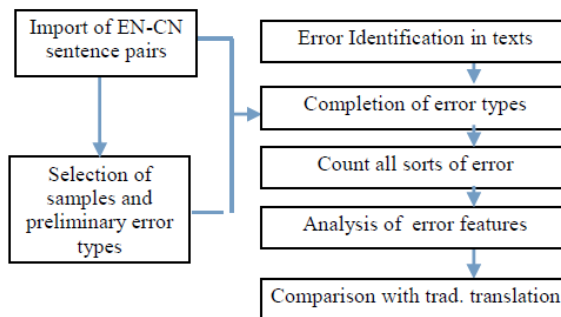 Import of EN-CN
sentence pairs
Selection of
samples and
preliminary error
types
Error Identification in texts
Completion of error types
Count all sorts of error
Analysis of error features
Comparison with trad. translation